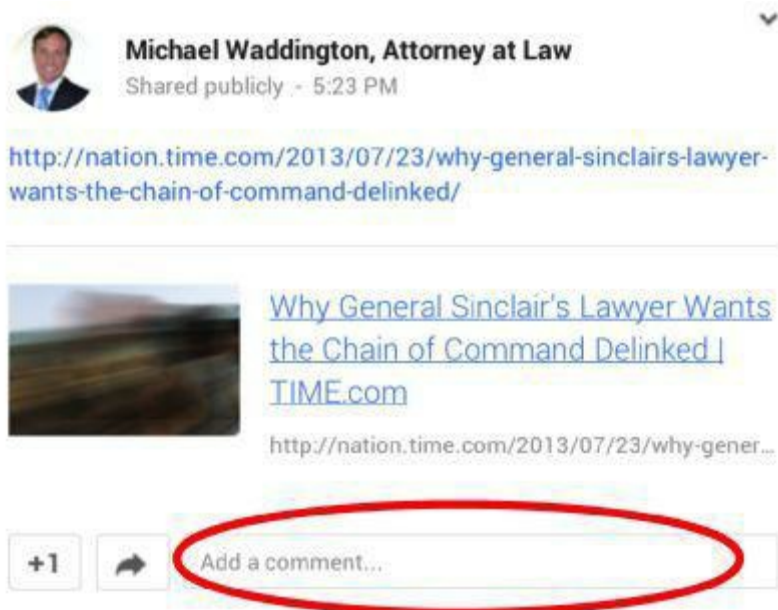 Michael Waddington, Attorney at Law
Shared publicly - 5:23 PM
http://nation.time.com/2013/07/23/why-general-sinclairs-lawyer-
wants-the-chain-of-command-delinked/
Why General Sinclair's Lawyer Wants
the Chain of Command Delinked |
TIME.com
http://nation.time.com/2013/07/23/why-gener...
+1
Add a comment...